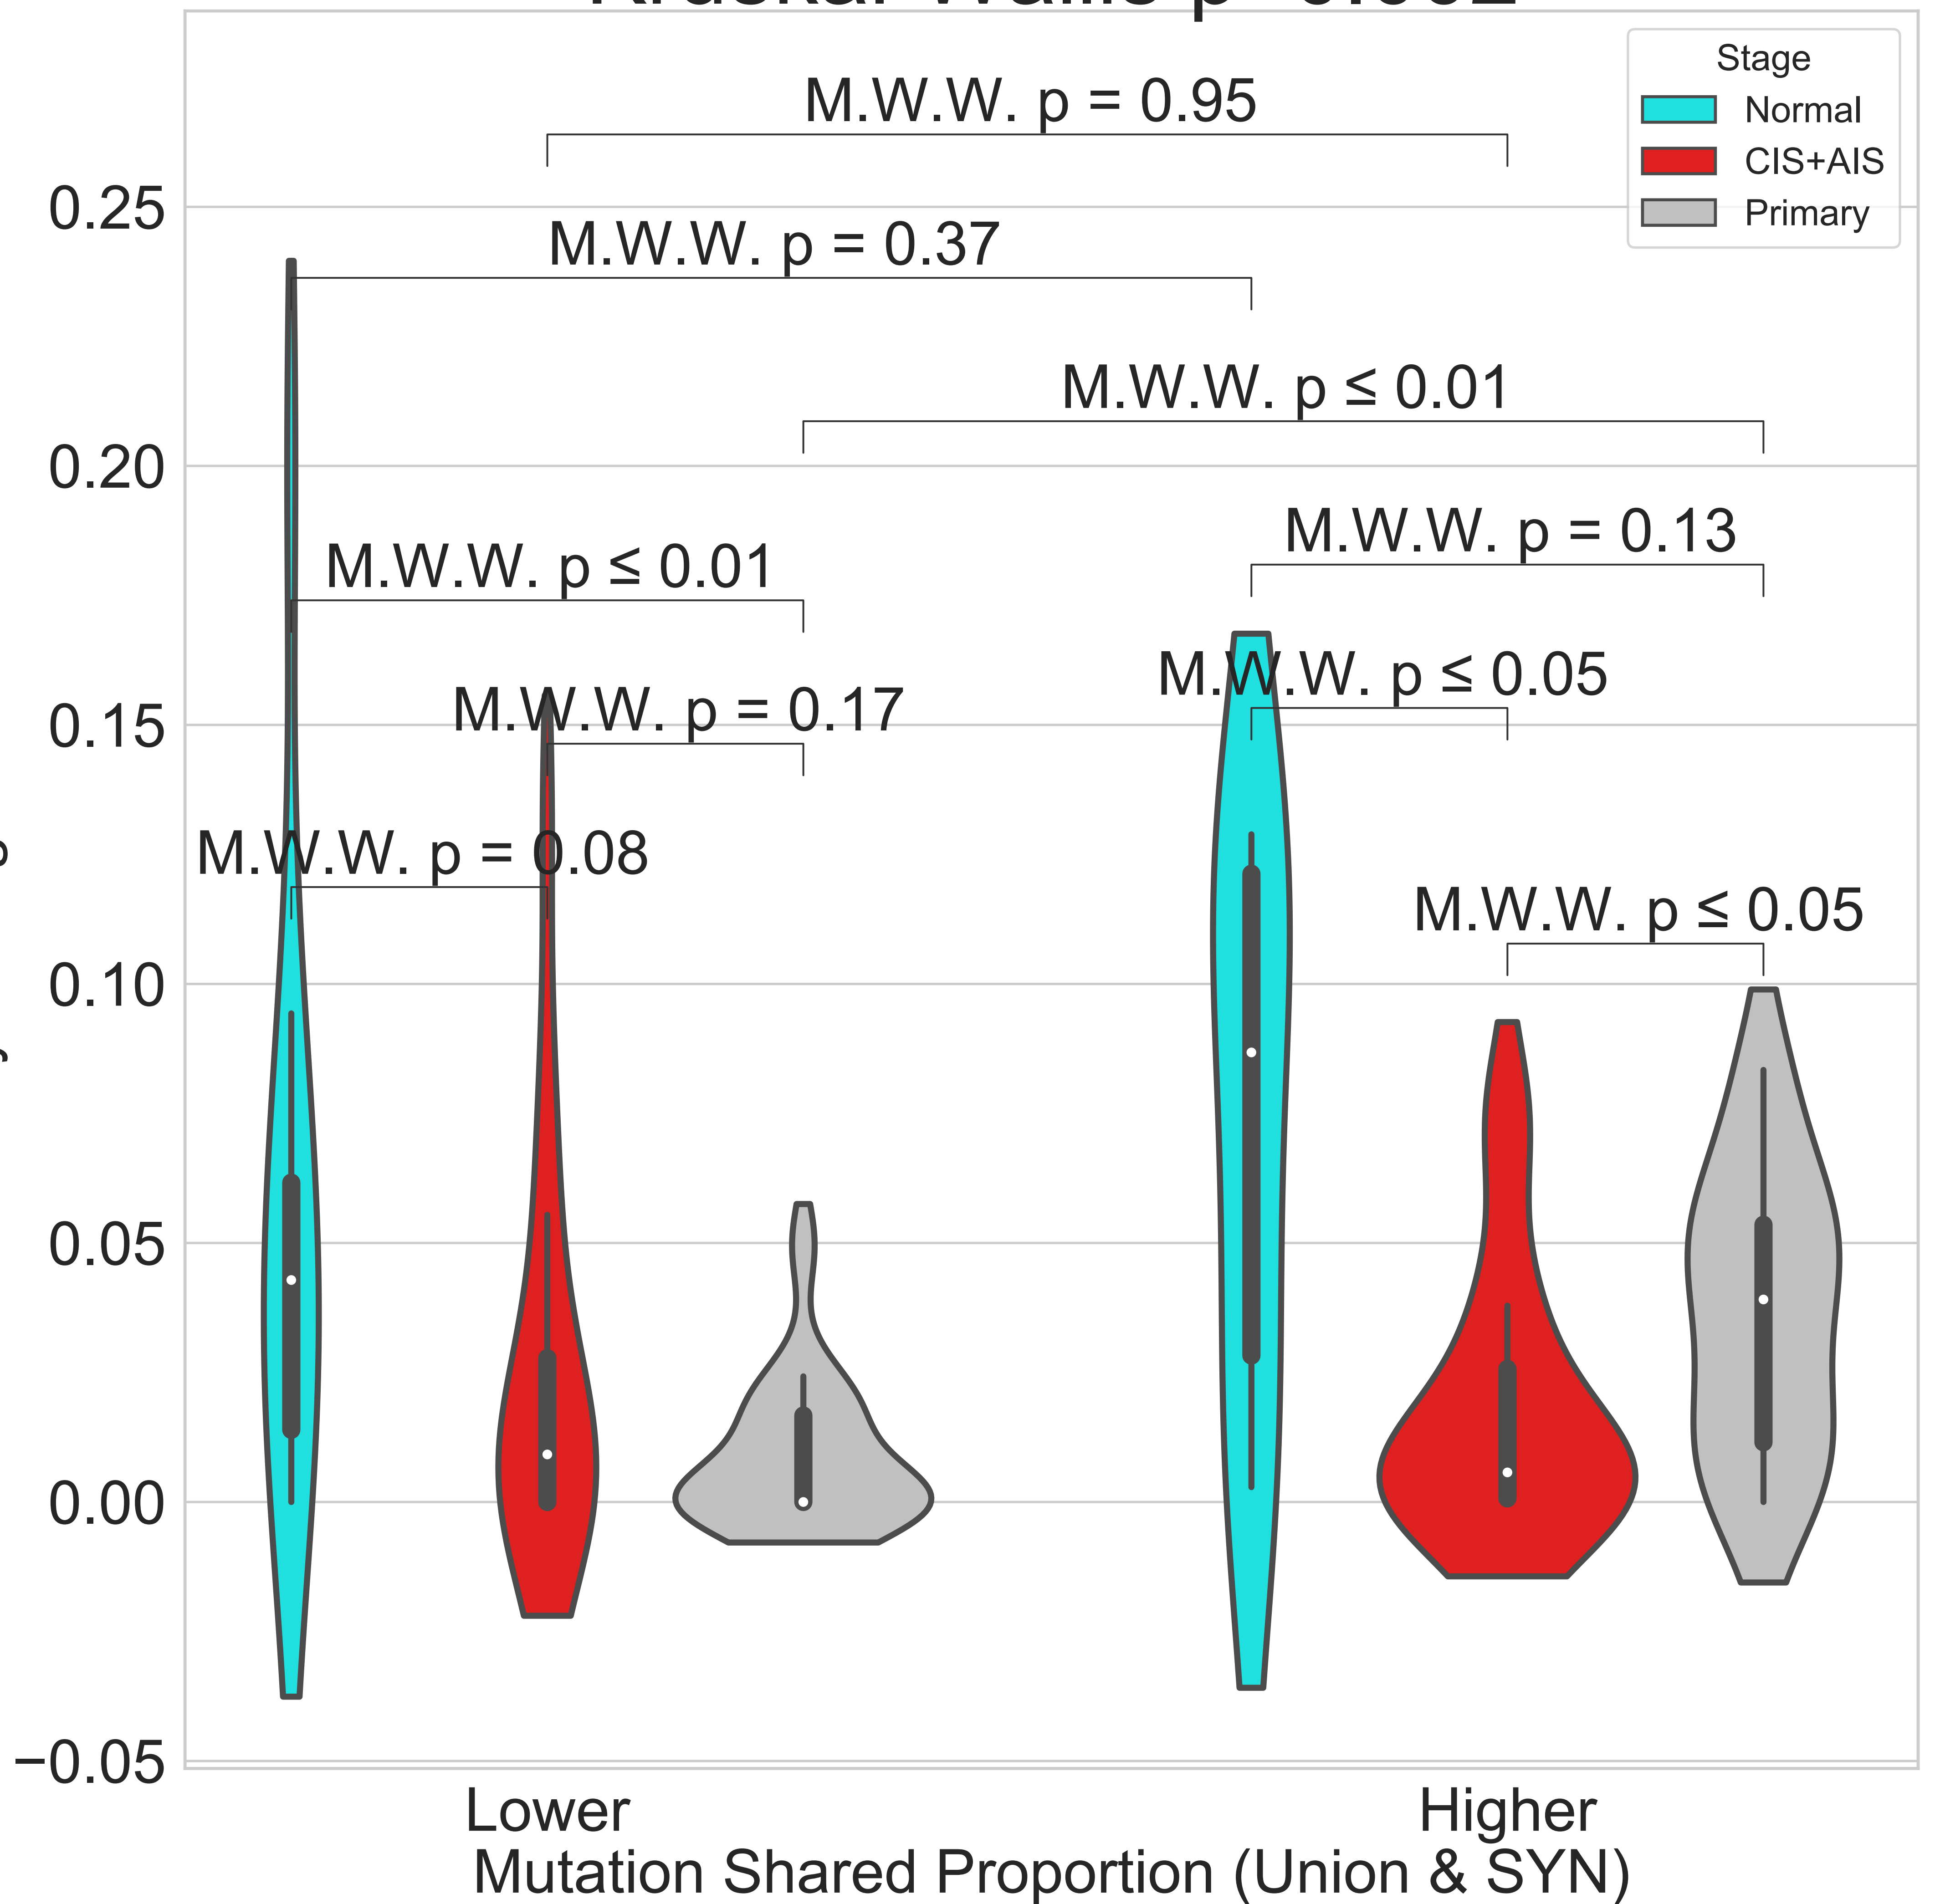 Stage
Normal
CIS+AIS
Primary
M.W.W. p = 0.95
0.25
M.W.W. p = 0.37
M.W.W. p ≤ 0.01
0.20
M.W.W. p = 0.13
M.W.W. p ≤ 0.01
M.W.W. p ≤ 0.05
M.W.W. p = 0.17
0.15
M.W.W. p = 0.08
M.W.W. p ≤ 0.05
0.10
0.05
0.00
−0.05
Lower
Higher
Mutation Shared Proportion (Union & SYN)